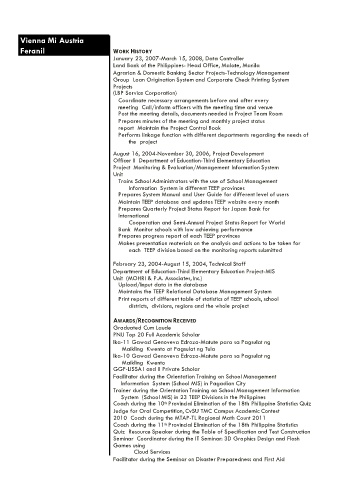 Vienna Mi Austria
Feranil
WORK HISTORY
January 23, 2007-March 15, 2008, Data Controller
Land Bank of the Philippines- Head Office, Malate, Manila
Agrarian & Domestic Banking Sector Projects-Technology Management
Group Loan Origination System and Corporate Check Printing System
Projects
(LBP Service Corporation)
Coordinate necessary arrangements before and after every
meeting Call/inform officers with the meeting time and venue
Post the meeting details, documents needed in Project Team Room
Prepares minutes of the meeting and monthly project status
report Maintain the Project Control Book
Performs linkage function with different departments regarding the needs of
the project
August 16, 2004-November 30, 2006, Project Development
Officer II Department of Education-Third Elementary Education
Project Monitoring & Evaluation/Management Information System
Unit
Trains School Administrators with the use of School Management
Information System in different TEEP provinces
Prepares System Manual and User Guide for different level of users
Maintain TEEP database and updates TEEP website every month
Prepares Quarterly Project Status Report for Japan Bank for
International
Cooperation and Semi-Annual Project Status Report for World
Bank Monitor schools with low achieving performance
Prepares progress report of each TEEP provinces
Makes presentation materials on the analysis and actions to be taken for
each TEEP division based on the monitoring reports submitted
February 23, 2004-August 15, 2004, Technical Staff
Department of Education-Third Elementary Education Project-MIS
Unit (MOHRI & P.A. Associates, Inc.)
Upload/Input data in the database
Maintains the TEEP Relational Database Management System
Print reports of different table of statistics of TEEP schools, school
districts, divisions, regions and the whole project
AWARDS/RECOGNITION RECEIVED
Graduated Cum Laude
PNU Top 20 Full Academic Scholar
Ika-11 Gawad Genoveva Edroza-Matute para sa Pagsulat ng
Maikling Kwento at Pagsulat ng Tula
Ika-10 Gawad Genoveva Edroza-Matute para sa Pagsulat ng
Maikling Kwento
GGF-LISSA I and II Private Scholar
Facilitator during the Orientation Training on School Management
Information System (School MIS) in Pagadian City
Trainer during the Orientation Training on School Management Information
System (School MIS) in 23 TEEP Divisions in the Philippines
Coach during the 10th Provincial Elimination of the 18th Philippine Statistics Quiz
Judge for Oral Competition, CvSU TMC Campus Academic Contest
2010 Coach during the MTAP-TL Regional Math Count 2011
Coach during the 11th Provincial Elimination of the 18th Philippine Statistics
Quiz Resource Speaker during the Table of Specification and Test Construction
Seminar Coordinator during the IT Seminar: 3D Graphics Design and Flash
Games using
Cloud Services
Facilitator during the Seminar on Disaster Preparedness and First Aid